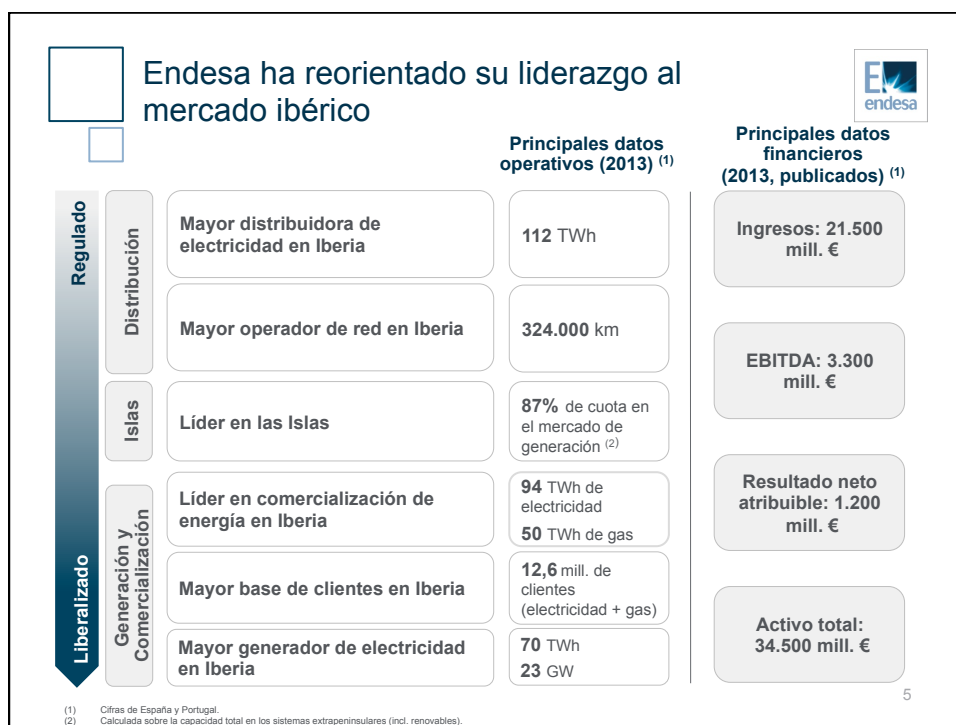 Endesa ha reorientado su liderazgo al
mercado ibérico
endesa
Principales datos
operativos (2013) (1)
Principales datos
financieros
(2013, publicados) (1)
Regulado
Liberalizado
Distribución
Mayor distribuidora de
electricidad en Iberia
112 TWh
Mayor operador de red en Iberia
324.000 km
Islas
Líder en las Islas
87% de cuota en
el mercado de
generación (2)
Generación y
Comercialización
Líder en comercialización de
energía en Iberia
94 TWh de
electricidad
50 TWh de gas
Mayor base de clientes en Iberia
12,6 mill. de
clientes
(electricidad + gas)
Mayor generador de electricidad
en Iberia
70 TWh
23 GW
Ingresos: 21.500
mill. €
EBITDA: 3.300
mill. €
Resultado neto
atribuible: 1.200
mill. €
Activo total:
34.500 mill. €
5
(1) Cifras de España y Portugal.
(2) Calculada sobre la capacidad total en los sistemas extrapeninsulares (incl. renovables).